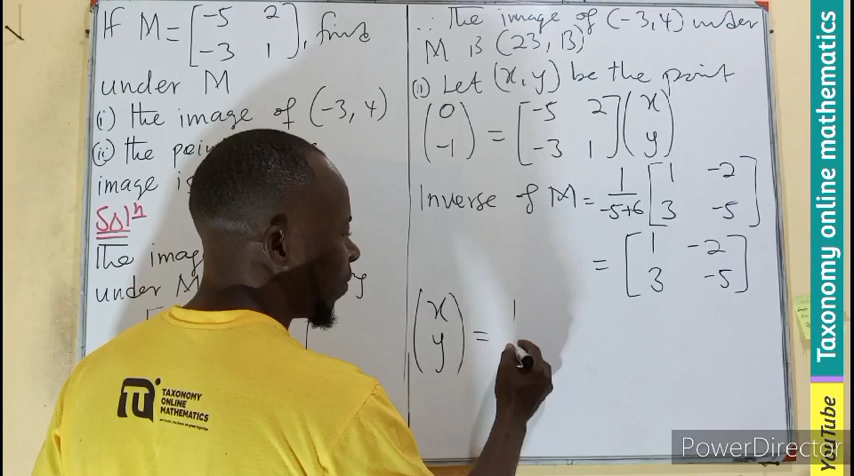 If M = [-5 2
-3 1], find
under M
(i) the image of (-3, 4)
(ii) the point
image is
Solⁿ
The image
under M
∴ The image of (-3, 4) under
M is (23, 13)
(ii) Let (x, y) be the point
(0 -1) = [-5 2 -3 1] (x y)
Inverse of M = 1/-5+6 [1 -2 3 -5]
= [1 -2 3 -5]
(x y) = 1
TAXONOMY
ONLINE
MATHEMATICS
PowerDirector
YouTube Taxonomy online mathematics